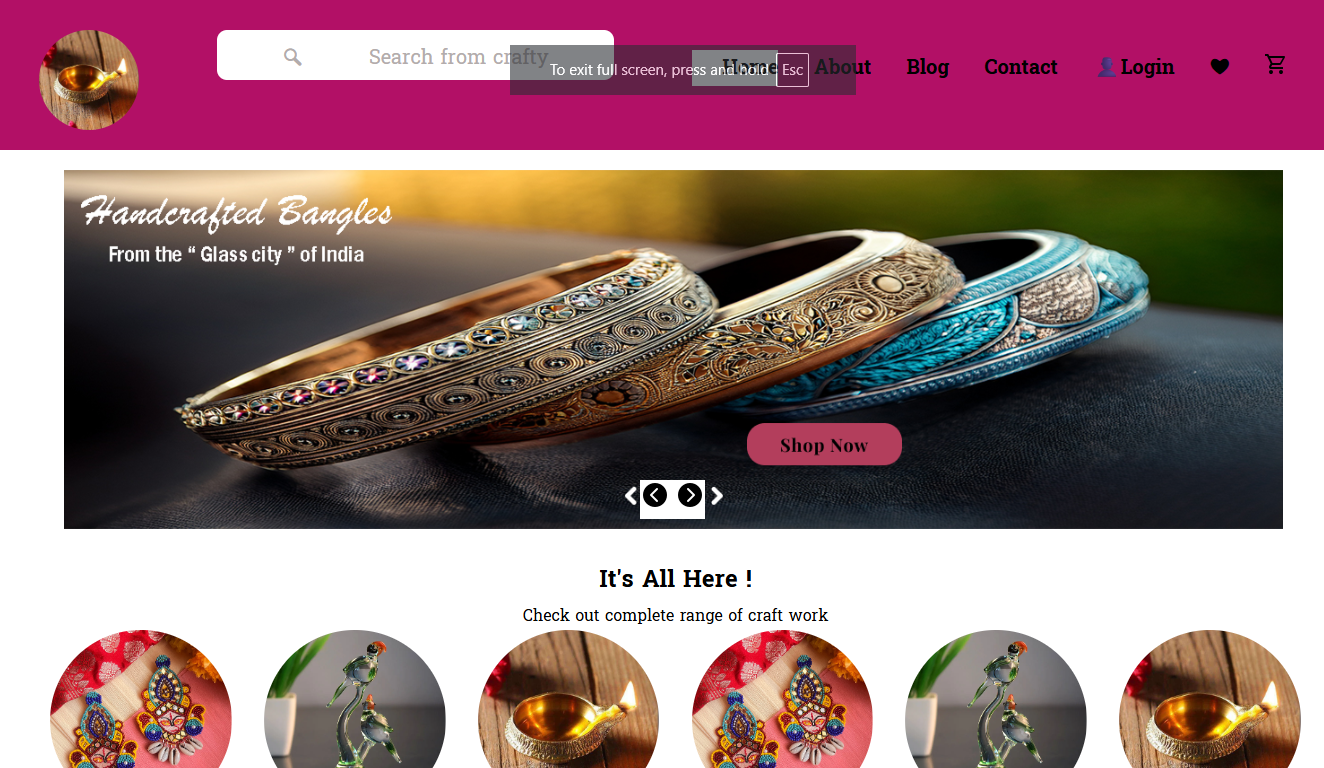 Search from crafty
To exit full screen, press and hold Esc
Home About Blog Contact Login
Handcrafted Bangles
From the “ Glass city ” of India
Shop Now
It's All Here !
Check out complete range of craft work